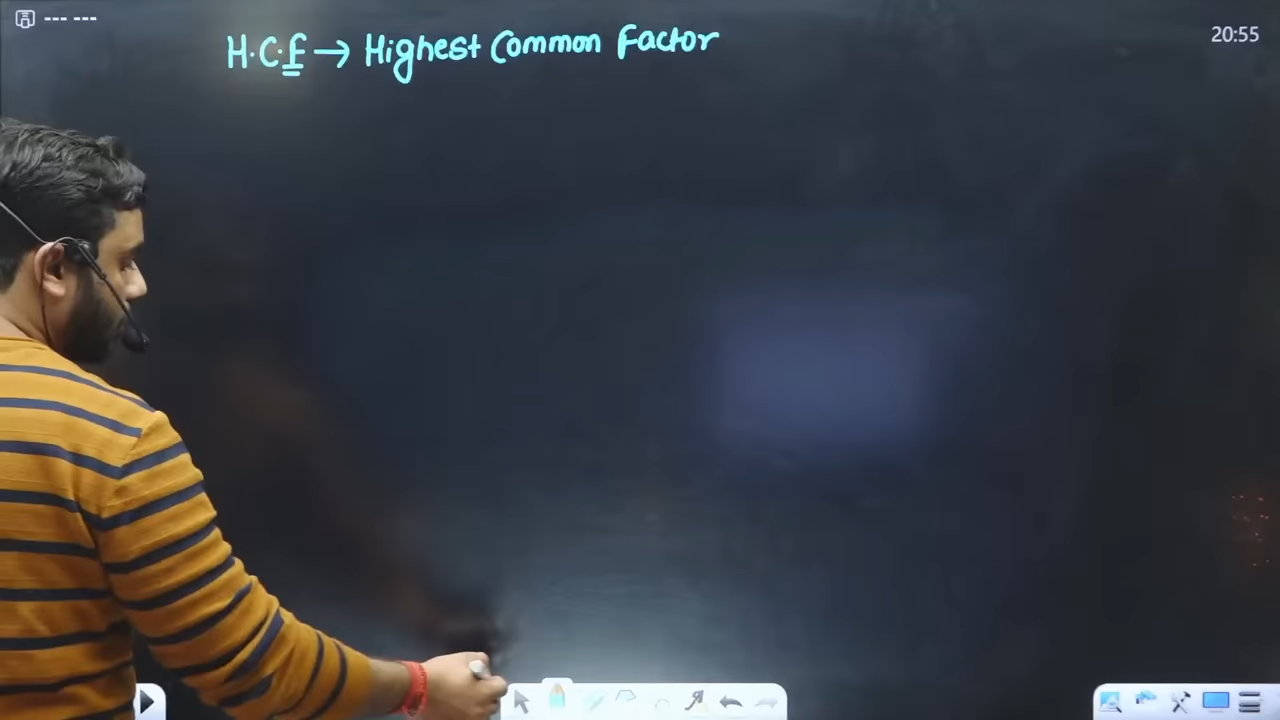 --- ---
H.C.F → Highest Common Factor
20:55